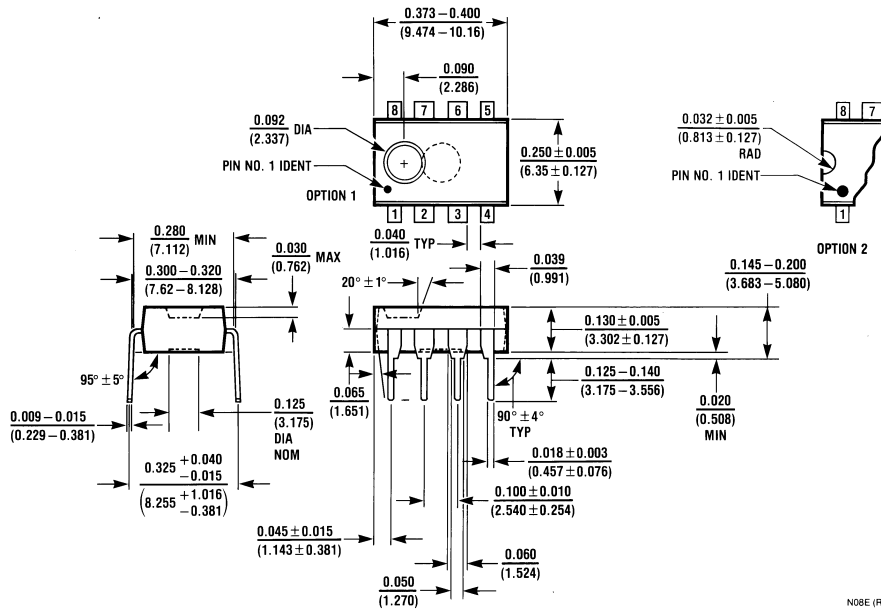 0.373–0.400
(9.474–10.16)
0.090
(2.286)
8 7 6 5
0.092
(2.337)
DIA
PIN NO. 1 IDENT
OPTION 1
0.250 ± 0.005
(6.35 ± 0.127)
1 2 3 4
8 7
0.032 ± 0.005
(0.813 ± 0.127)
RAD
PIN NO. 1 IDENT
1
OPTION 2
0.280
(7.112)
MIN
0.300–0.320
(7.62–8.128)
0.030
(0.762)
MAX
0.040
(1.016)
TYP
0.039
(0.991)
20° ± 1°
0.145–0.200
(3.683–5.080)
0.130 ± 0.005
(3.302 ± 0.127)
0.125–0.140
(3.175–3.556)
0.020
(0.508)
MIN
95° ± 5°
0.009–0.015
(0.229–0.381)
0.125
(3.175)
DIA
NOM
0.065
(1.651)
90° ± 4°
TYP
0.325 +0.040
−0.015
(8.255 +1.016
−0.381)
0.018 ± 0.003
(0.457 ± 0.076)
0.100 ± 0.010
(2.540 ± 0.254)
0.045 ± 0.015
(1.143 ± 0.381)
0.060
(1.524)
0.050
(1.270)
N08E (R